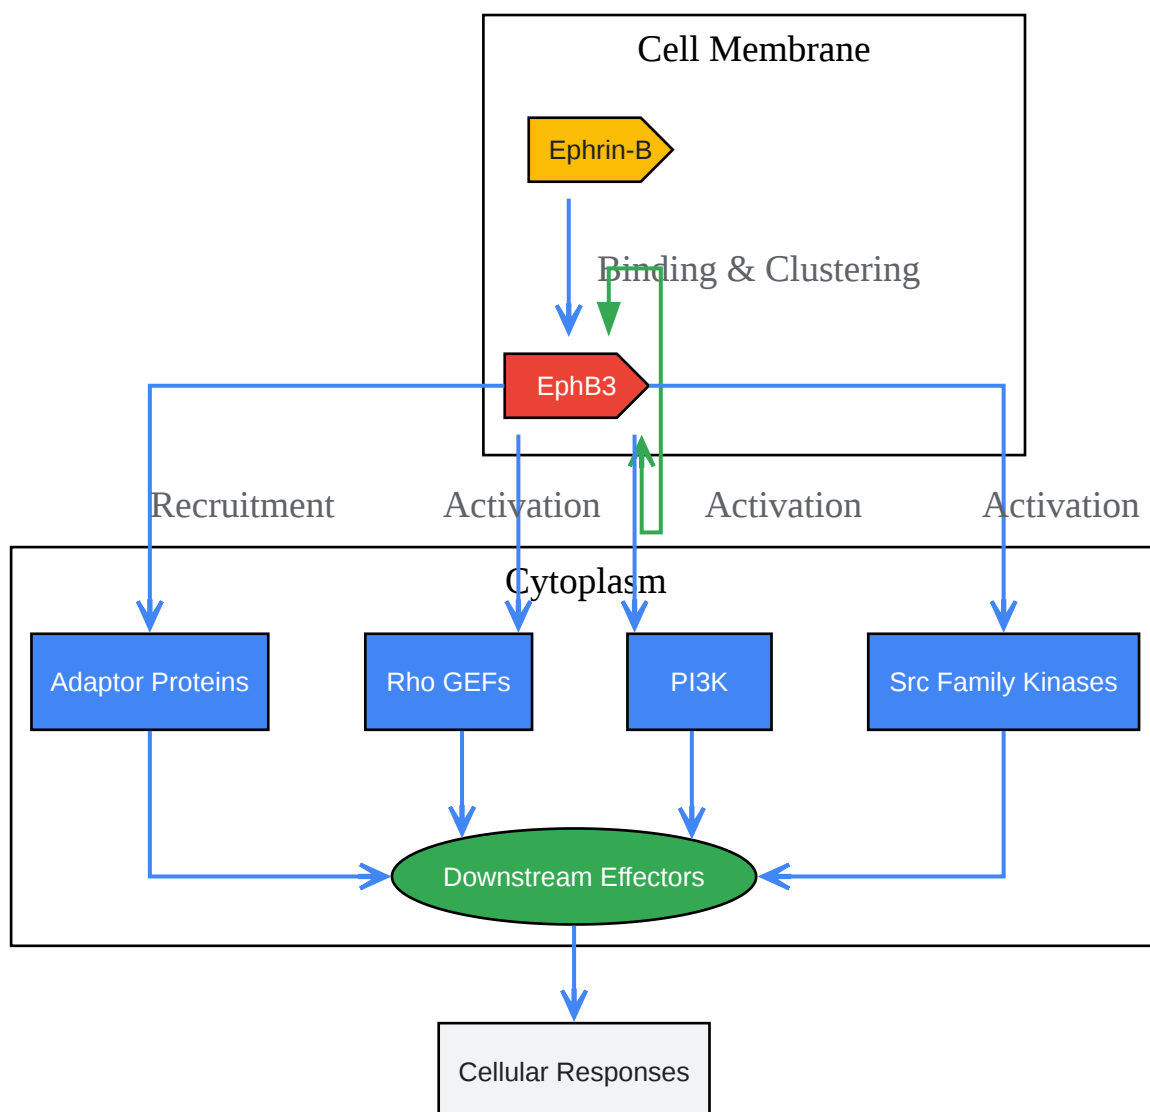 Cell Membrane
Ephrin-B
Binding & Clustering
EphB3
Recruitment
Activation
Activation
Activation
Cytoplasm
Adaptor Proteins
Rho GEFs
PI3K
Src Family Kinases
Downstream Effectors
Cellular Responses